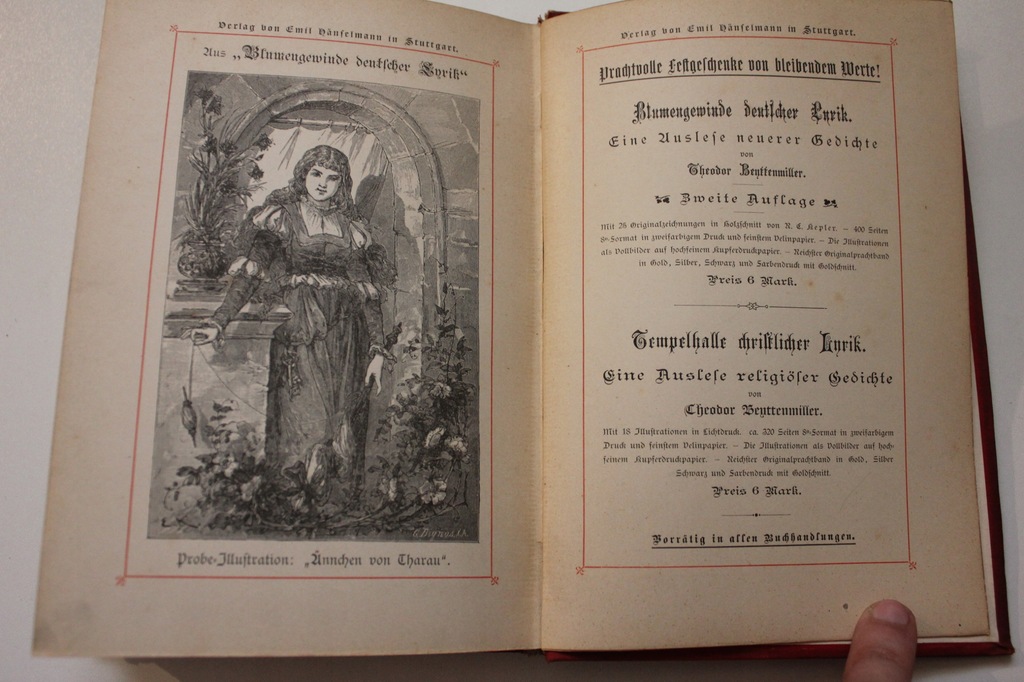 Verlag von Emil Hänselmann in Stuttgart.
Aus „Blumengewinde deutscher Lyrik“
Probe-Illustration: „Ännchen von Tharau“.
Verlag von Emil Hänselmann in Stuttgart.
Prachtvolle Festgeschenke von bleibendem Werte!
Blumengewinde deutscher Lyrik.
Eine Auslese neuerer Gedichte
von
Theodor Beyttenmiller.
Zweite Auflage
Mit 26 Originalzeichnungen in Holzschnitt von N. C. Kepler. — 400 Seiten
8º-Format in zweifarbigem Druck und feinstem Velinpapier. — Die Illustrationen
als Vollbilder auf hochfeinem Kupferdruckpapier. — Reichster Originalprachtband
in Gold, Silber, Schwarz und Farbendruck mit Goldschnitt.
Preis 6 Mark.
Tempelhalle christlicher Lyrik.
Eine Auslese religiöser Gedichte
von
Theodor Beyttenmiller.
Mit 18 Illustrationen in Lichtdruck. ca. 320 Seiten 8º-Format in zweifarbigem
Druck und feinstem Velinpapier. — Die Illustrationen als Vollbilder auf hoch-
feinem Kupferdruckpapier. — Reichster Originalprachtband in Gold, Silber
Schwarz und Farbendruck mit Goldschnitt.
Preis 6 Mark.
Vorrätig in allen Buchhandlungen.